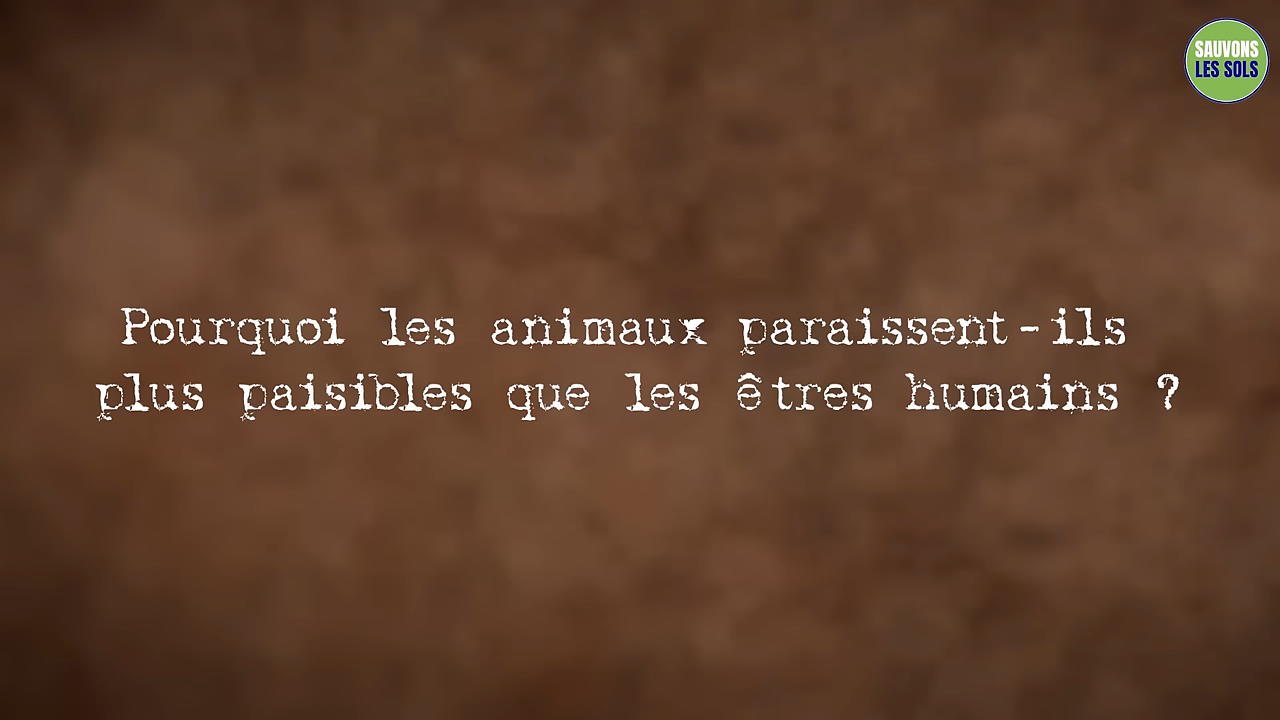 SAUVONS
LES SOLS
Pourquoi les animaux paraissent-ils
plus paisibles que les êtres humains ?